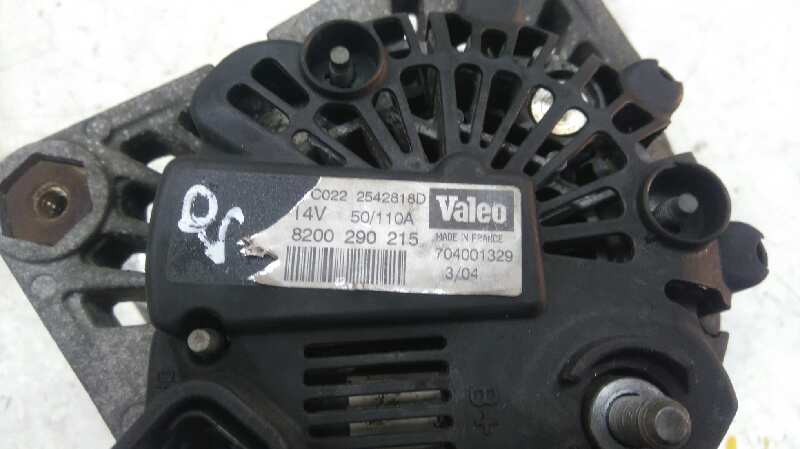 C022 2542818D
14V 50/110A
8200 290 215
Valeo
MADE IN FRANCE
704001329
3/04
B+